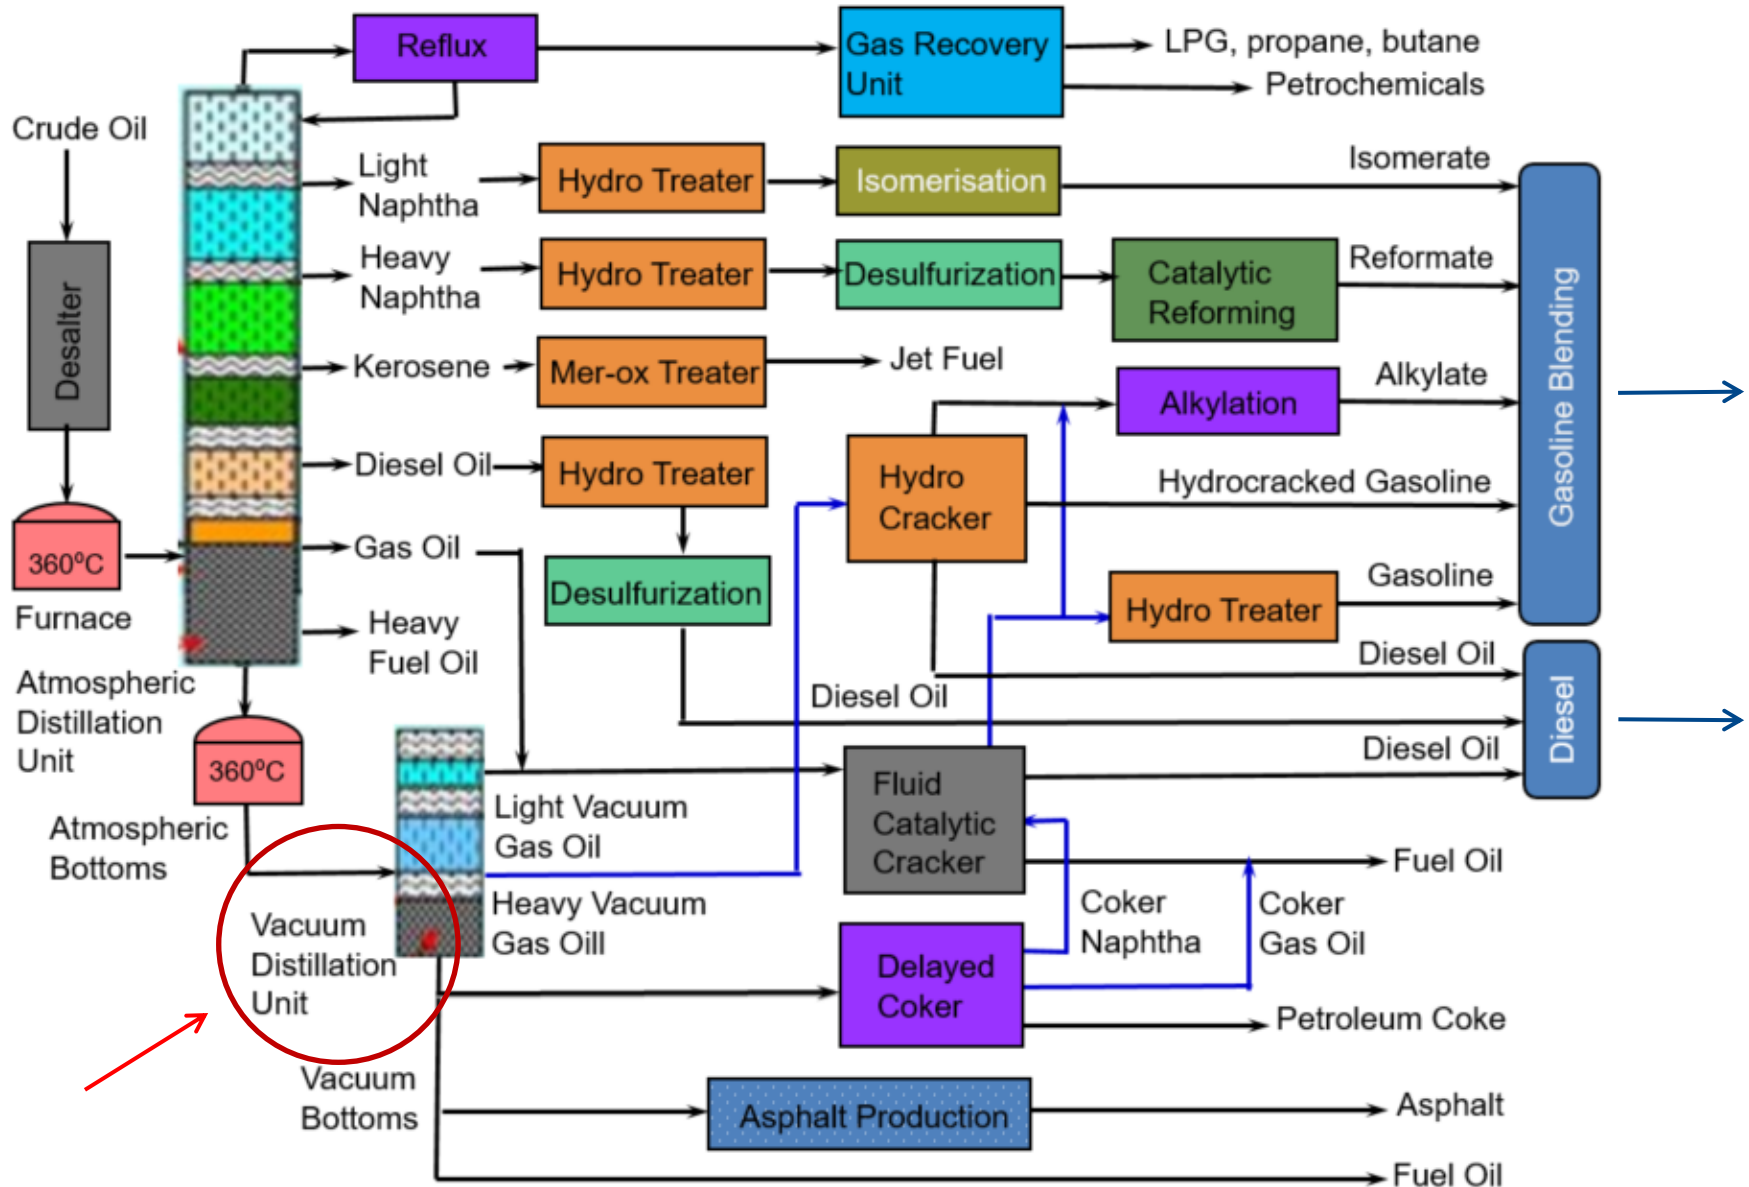 Reflux
Gas Recovery
Unit
LPG, propane, butane
Petrochemicals
Crude Oil
Desalter
360ºC
Furnace
Atmospheric
Distillation
Unit
Light
Naphtha
Hydro Treater
Isomerisation
Isomerate
Heavy
Naphtha
Hydro Treater
Desulfurization
Catalytic
Reforming
Reformate
Kerosene
Mer-ox Treater
Jet Fuel
Alkylation
Alkylate
Gasoline Blending
Diesel Oil
Hydro Treater
Hydro
Cracker
Hydrocracked Gasoline
Gas Oil
Desulfurization
Hydro Treater
Gasoline
Heavy
Fuel Oil
Diesel Oil
Diesel Oil
Diesel Oil
Diesel
360ºC
Atmospheric
Bottoms
Light Vacuum
Gas Oil
Fluid
Catalytic
Cracker
Fuel Oil
Vacuum
Distillation
Unit
Heavy Vacuum
Gas Oill
Coker
Naphtha
Coker
Gas Oil
Delayed
Coker
Petroleum Coke
Vacuum
Bottoms
Asphalt Production
Asphalt
Fuel Oil